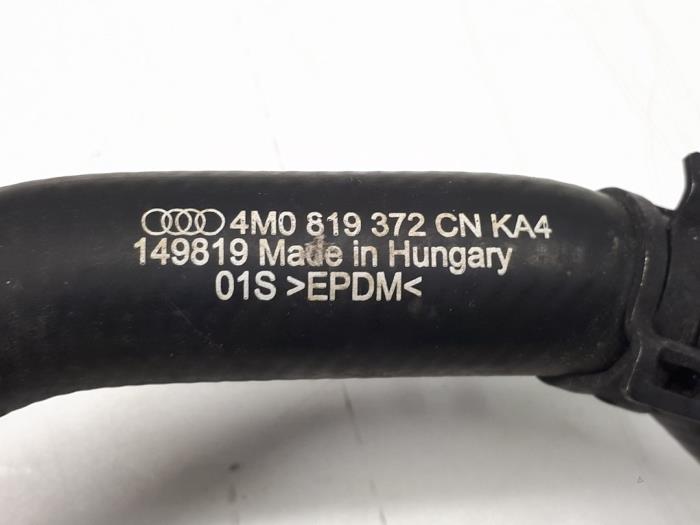 4M0 819 372 CN KA4
149819 Made in Hungary
01S >EPDM<